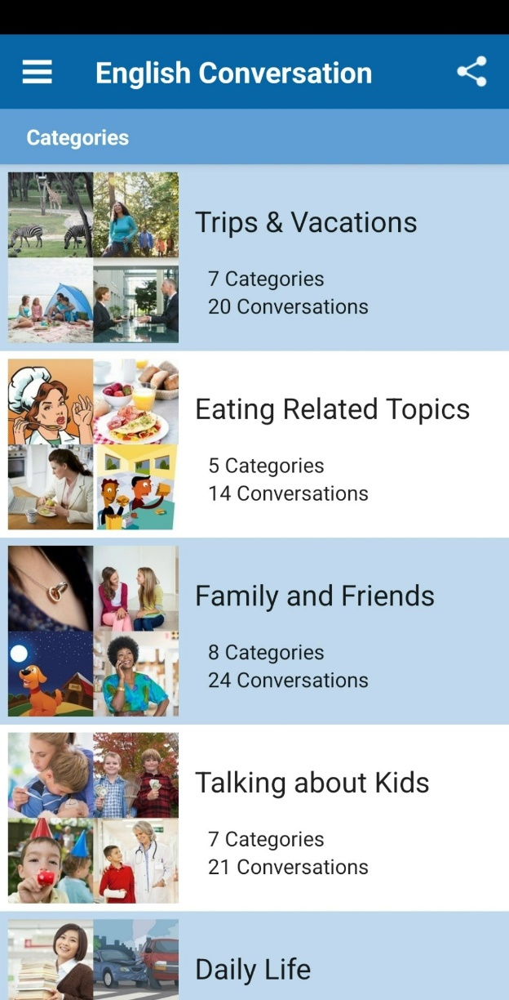 English Conversation
Categories
Trips & Vacations
7 Categories
20 Conversations
Eating Related Topics
5 Categories
14 Conversations
Family and Friends
8 Categories
24 Conversations
Talking about Kids
7 Categories
21 Conversations
Daily Life